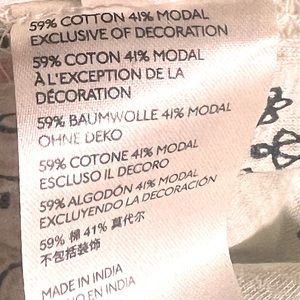 59% COTTON 41% MODAL
EXCLUSIVE OF DECORATION
59% COTON 41% MODAL
À L'EXCEPTION DE LA
DÉCORATION
59% BAUMWOLLE 41% MODAL
OHNE DEKO
59% COTONE 41% MODAL
ESCLUSO IL DECORO
59% ALGODÓN 41% MODAL
EXCLUYENDO LA DECORACIÓN
59% 棉 41% 莫代尔
不包括装饰
MADE IN INDIA
INDIA